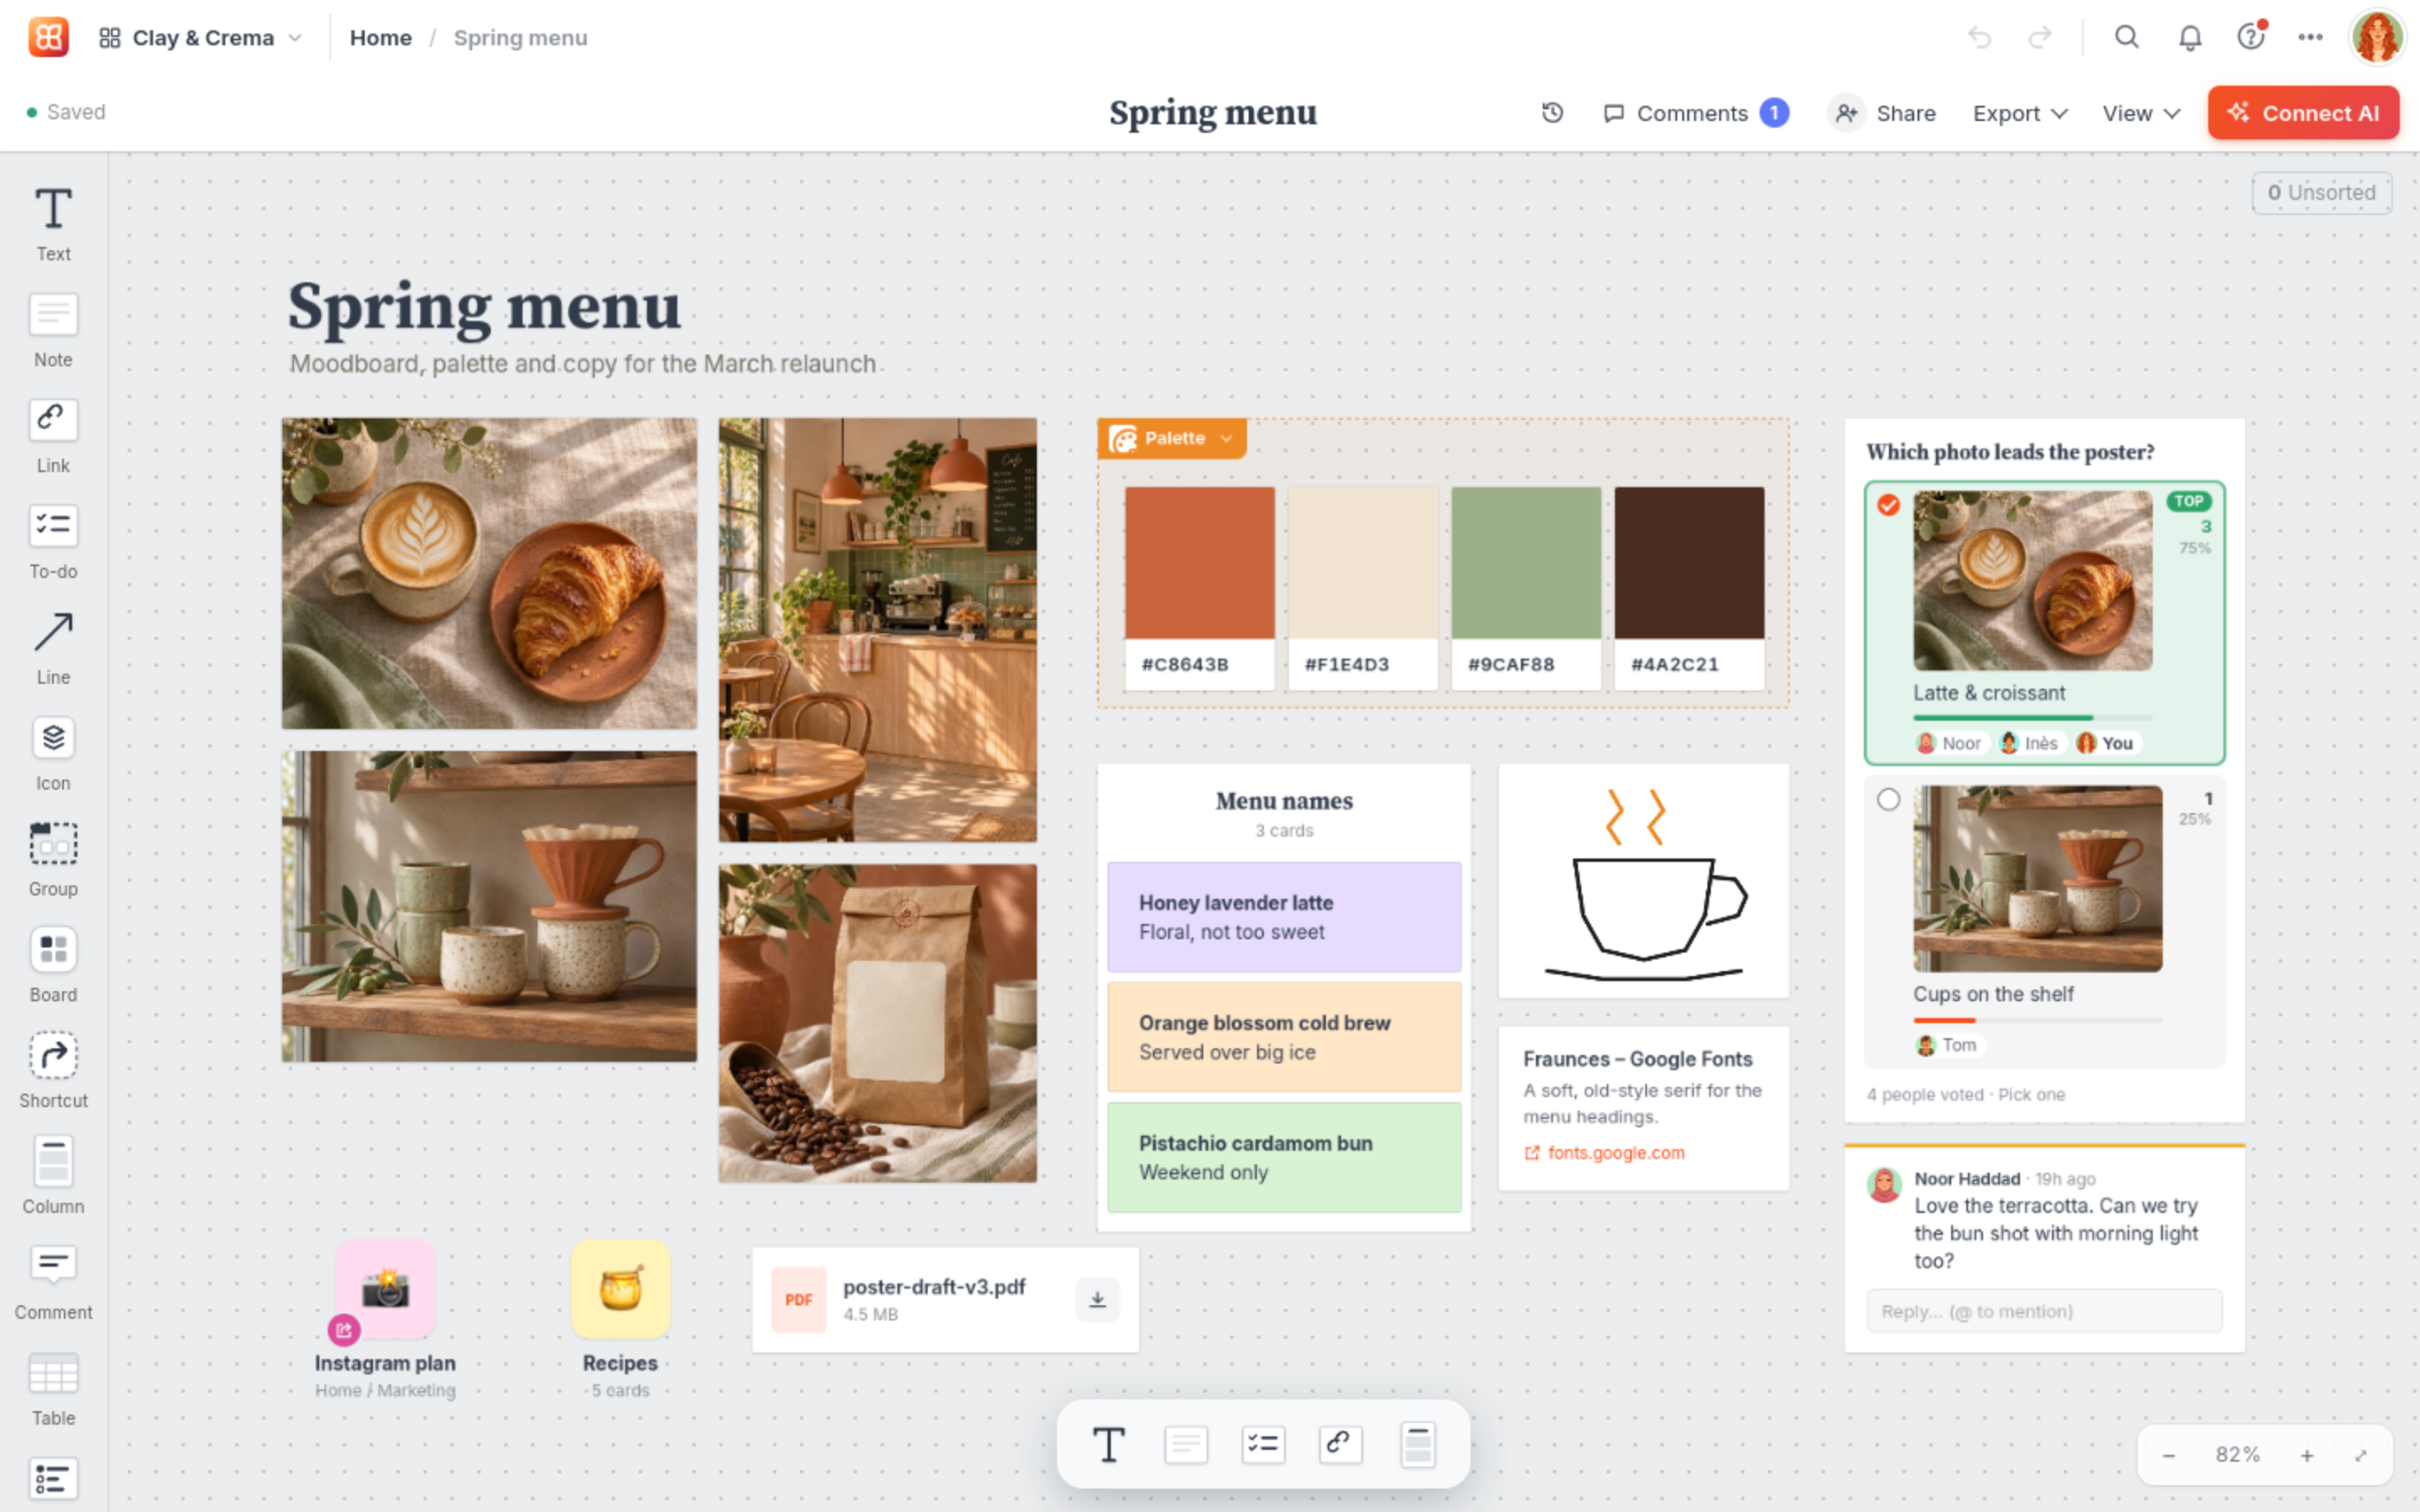 Clay & Crema
Home / Spring menu
Saved
Spring menu
Comments 1
Share
Export
View
Connect AI
0 Unsorted
Text
Note
Link
To-do
Line
Icon
Group
Board
Shortcut
Column
Comment
Table
Spring menu
Moodboard, palette and copy for the March relaunch
Cafe
Palette
#C8643B
#F1E4D3
#9CAF88
#4A2C21
Menu names
3 cards
Honey lavender latte
Floral, not too sweet
Orange blossom cold brew
Served over big ice
Pistachio cardamom bun
Weekend only
Fraunces – Google Fonts
A soft, old-style serif for the
menu headings.
fonts.google.com
Which photo leads the poster?
TOP
3
75%
Latte & croissant
Noor Inès You
1
25%
Cups on the shelf
Tom
4 people voted · Pick one
Noor Haddad · 19h ago
Love the terracotta. Can we try
the bun shot with morning light
too?
Reply... (@ to mention)
Instagram plan
Home / Marketing
Recipes
5 cards
PDF
poster-draft-v3.pdf
4.5 MB
T
82%